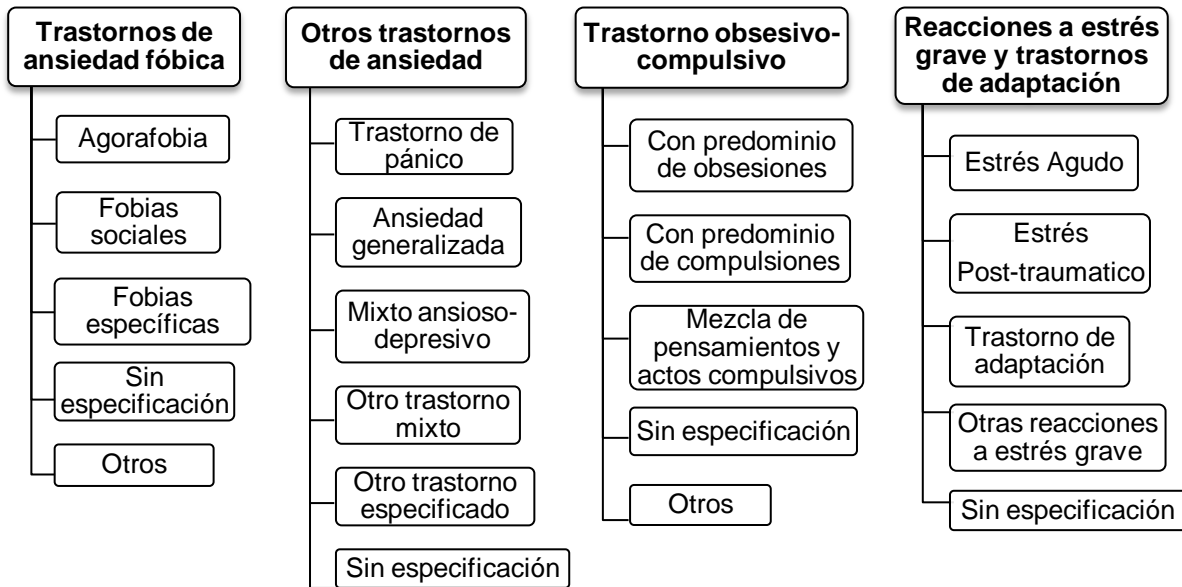 Trastornos de
ansiedad fóbica
Agorafobia
Fobias
sociales
Fobias
específicas
Sin
especificación
Otros
Otros trastornos
de ansiedad
Trastorno de
pánico
Ansiedad
generalizada
Mixto ansioso-
depresivo
Otro trastorno
mixto
Otro trastorno
especificado
Sin especificación
Trastorno obsesivo-
compulsivo
Con predominio
de obsesiones
Con predominio
de compulsiones
Mezcla de
pensamientos y
actos compulsivos
Sin especificación
Otros
Reacciones a estrés
grave y trastornos
de adaptación
Estrés Agudo
Estrés
Post-traumatico
Trastorno de
adaptación
Otras reacciones
a estrés grave
Sin especificación